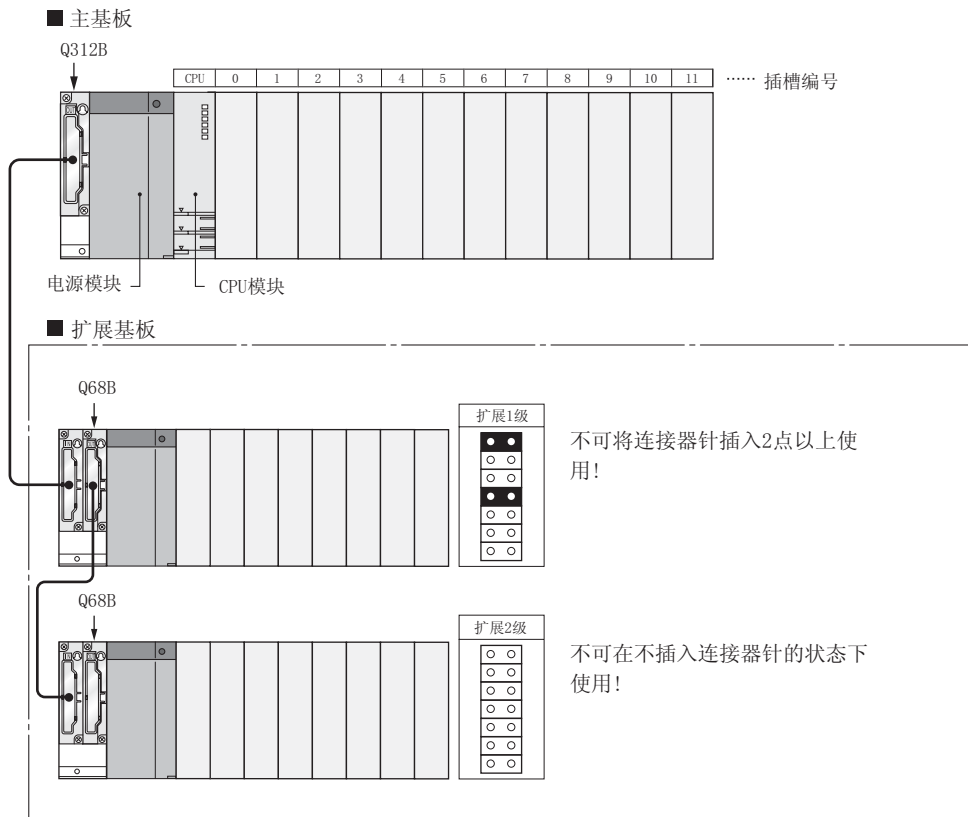 ■ 主基板
Q312B
CPU 0 1 2 3 4 5 6 7 8 9 10 11 ⋯⋯ 插槽编号
电源模块
CPU模块
■ 扩展基板
Q68B
扩展1级
不可将连接器针插入2点以上使
用!
Q68B
扩展2级
不可在不插入连接器针的状态下
使用!